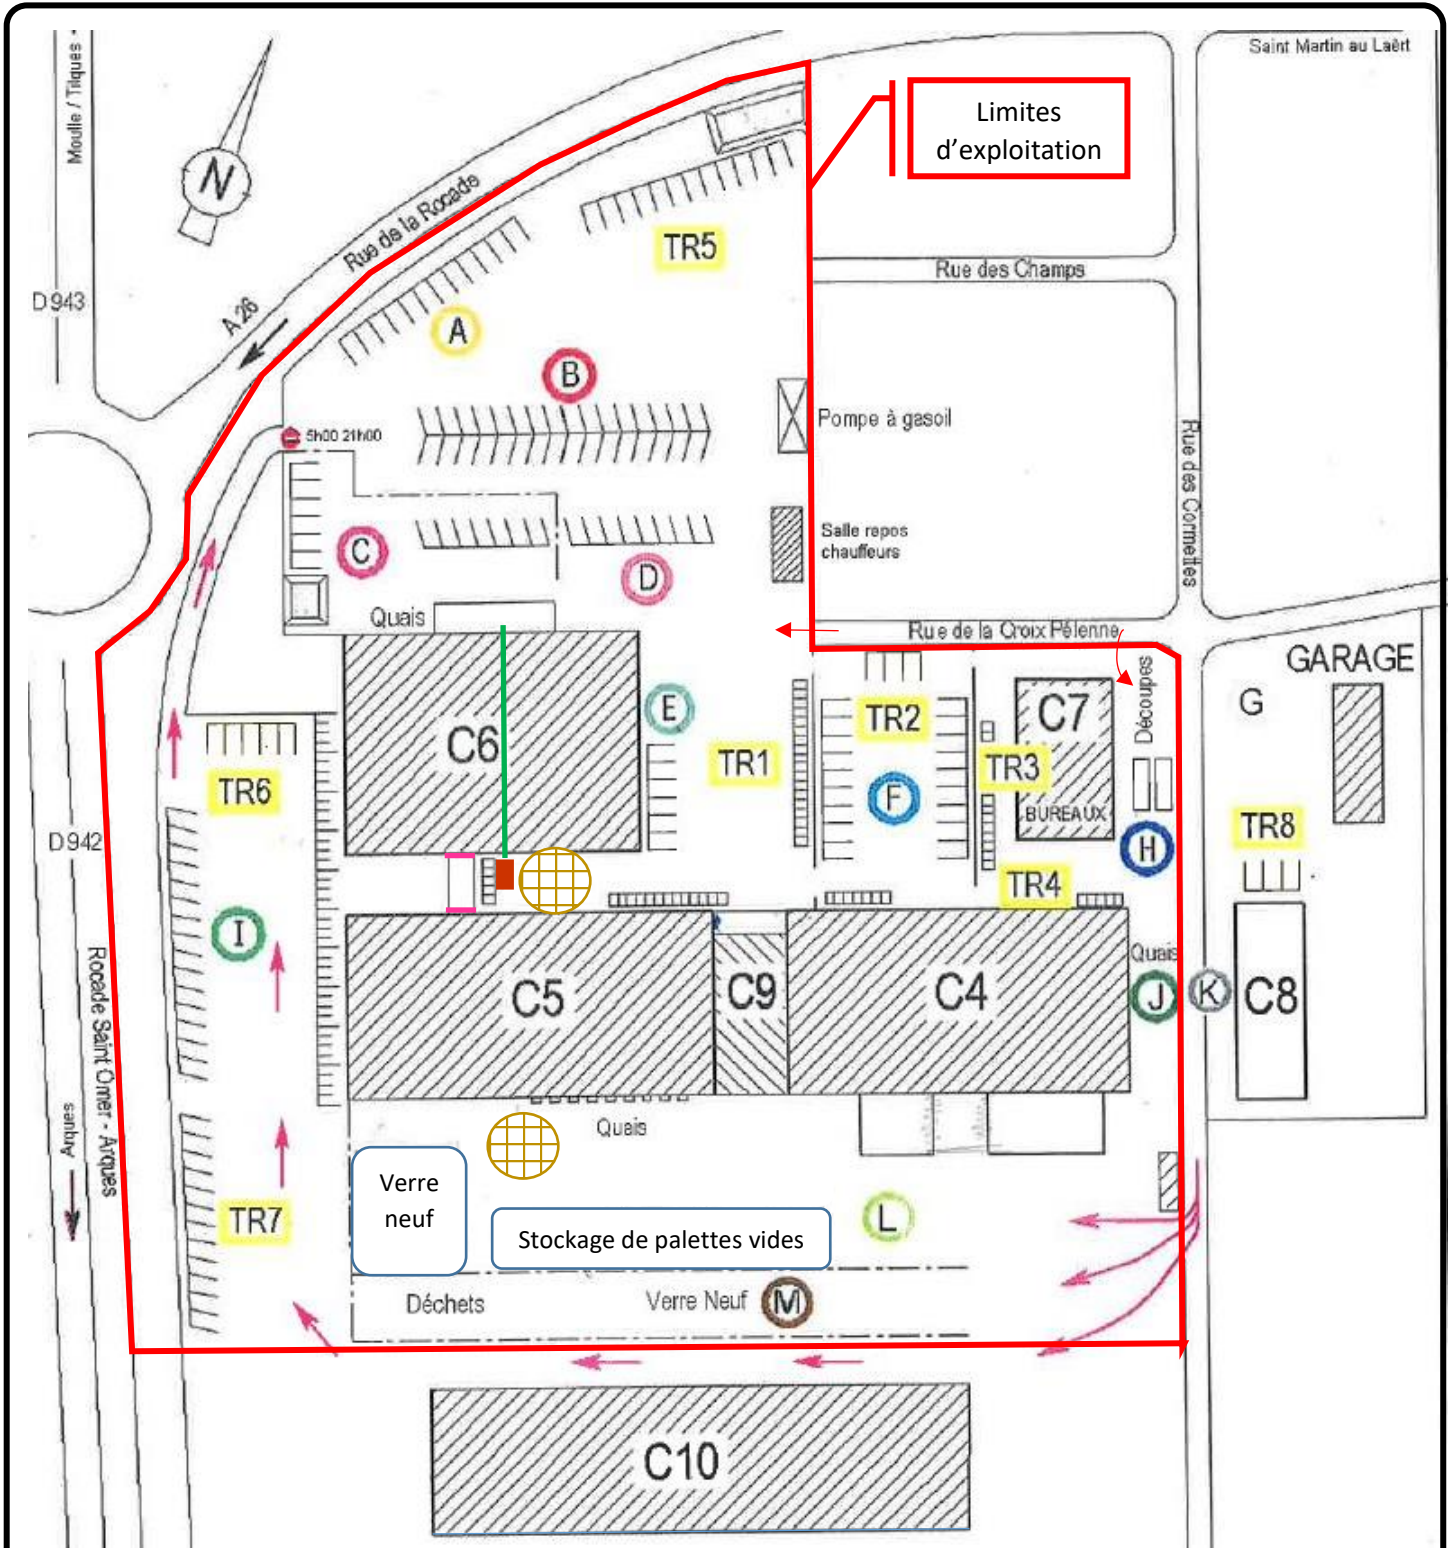 Saint Martin au Laërt
Moulle / Tilques -
Limites
d'exploitation
N
Rue de la Rocade
TR5
Rue des Champs
D 943
A 26
A
B
Pompe à gasoil
5h00 21h00
Rue des Cormettes
Salle repos
chauffeurs
C
D
Quais
Rue de la Croix Pélenne
GARAGE
Découpes
G
E
C6
TR1
TR2
C7
TR3
TR6
F
BUREAUX
TR8
D 942
H
TR4
I
Quais
C5
C9
C4
J
K
C8
Rocade Saint Omer - Arques
Arques
Quais
Verre
neuf
TR7
L
Stockage de palettes vides
Déchets
Verre Neuf
M
C10